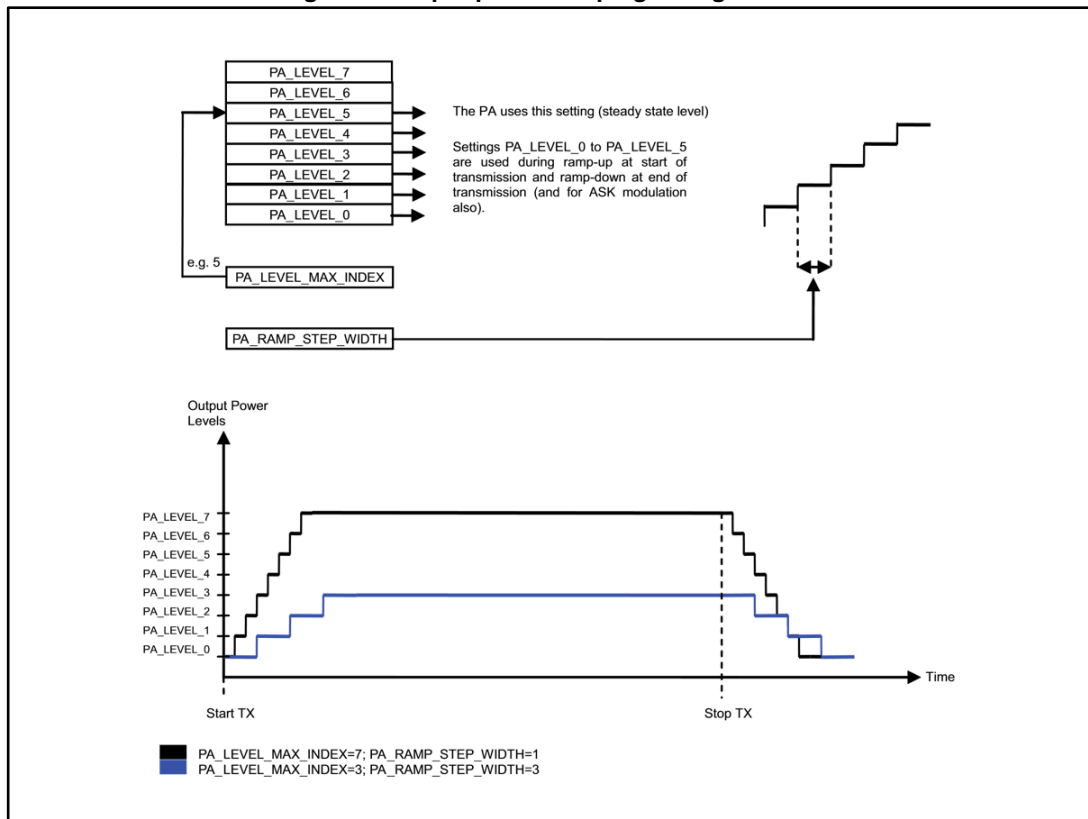 PA_LEVEL_7
PA_LEVEL_6
PA_LEVEL_5
PA_LEVEL_4
PA_LEVEL_3
PA_LEVEL_2
PA_LEVEL_1
PA_LEVEL_0
The PA uses this setting (steady state level)
Settings PA_LEVEL_0 to PA_LEVEL_5
are used during ramp-up at start of
transmission and ramp-down at end of
transmission (and for ASK modulation
also).
e.g. 5
PA_LEVEL_MAX_INDEX
PA_RAMP_STEP_WIDTH
Output Power
Levels
PA_LEVEL_7
PA_LEVEL_6
PA_LEVEL_5
PA_LEVEL_4
PA_LEVEL_3
PA_LEVEL_2
PA_LEVEL_1
PA_LEVEL_0
Time
Start TX
Stop TX
PA_LEVEL_MAX_INDEX=7; PA_RAMP_STEP_WIDTH=1
PA_LEVEL_MAX_INDEX=3; PA_RAMP_STEP_WIDTH=3